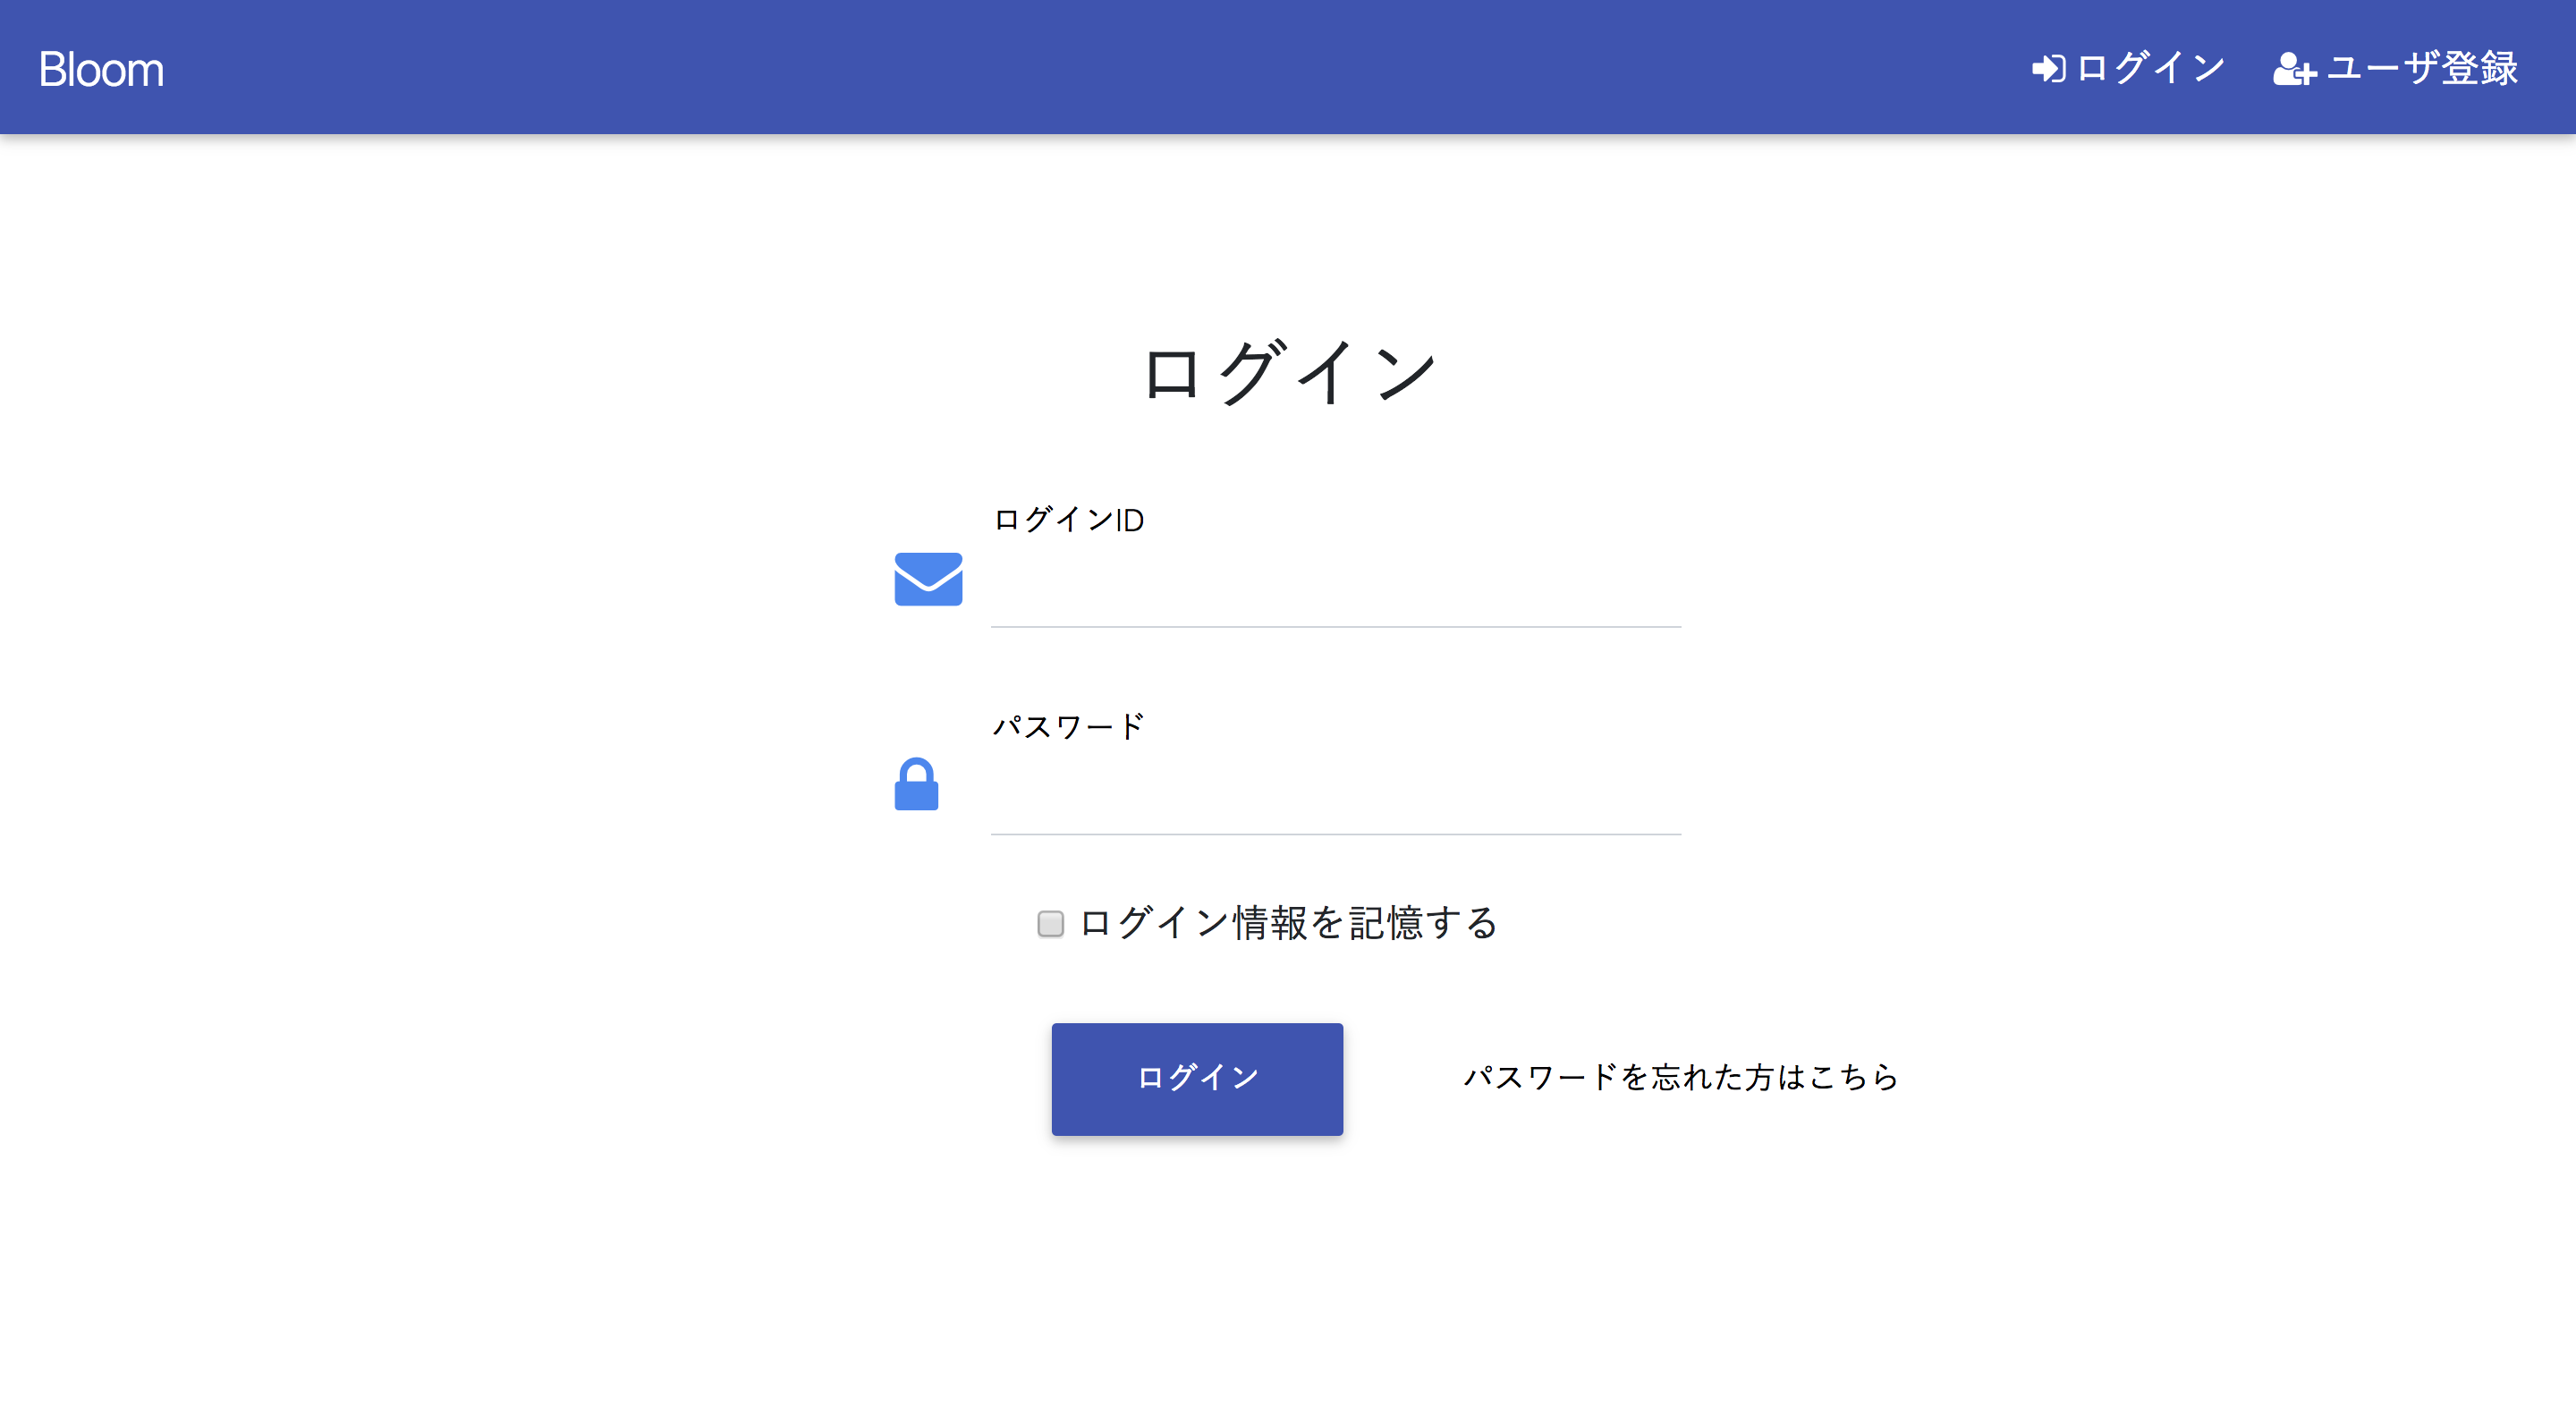 Bloom
ログイン ユーザ登録
ログイン
ログインID
パスワード
ログイン情報を記憶する
ログイン パスワードを忘れた方はこちら